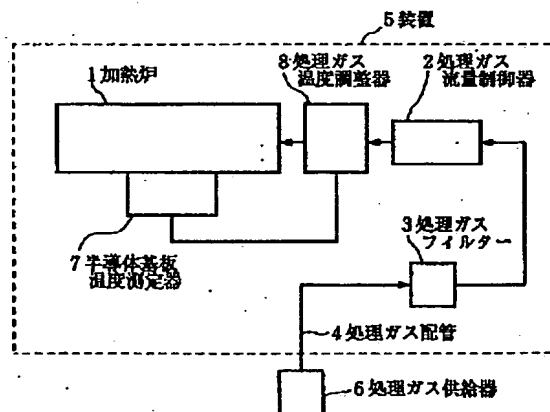 5装置
1加熱炉
8処理ガス
温度調整器
2処理ガス
流量制御器
3処理ガス
フィルター
7半導体基板
温度測定器
4処理ガス配管
6処理ガス供給器